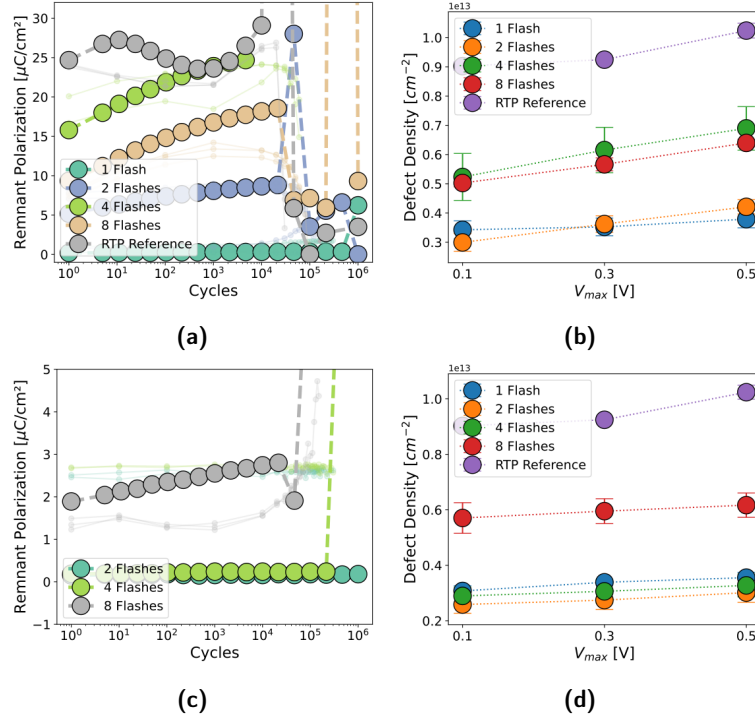 30
25
20
15
10
5
0
Remnant Polarization [μC/cm²]
1 Flash
2 Flashes
4 Flashes
8 Flashes
RTP Reference
10⁰ 10¹ 10² 10³ 10⁴ 10⁵ 10⁶
Cycles
(a)
1e13
1.0
0.9
0.8
0.7
0.6
0.5
0.4
0.3
Defect Density [cm⁻²]
1 Flash
2 Flashes
4 Flashes
8 Flashes
RTP Reference
0.1 0.3 0.5
Vmax [V]
(b)
5
4
3
2
1
0
−1
Remnant Polarization [μC/cm²]
2 Flashes
4 Flashes
8 Flashes
10⁰ 10¹ 10² 10³ 10⁴ 10⁵ 10⁶
Cycles
(c)
1e13
1.0
0.8
0.6
0.4
0.2
Defect Density [cm⁻²]
1 Flash
2 Flashes
4 Flashes
8 Flashes
RTP Reference
0.1 0.3 0.5
Vmax [V]
(d)